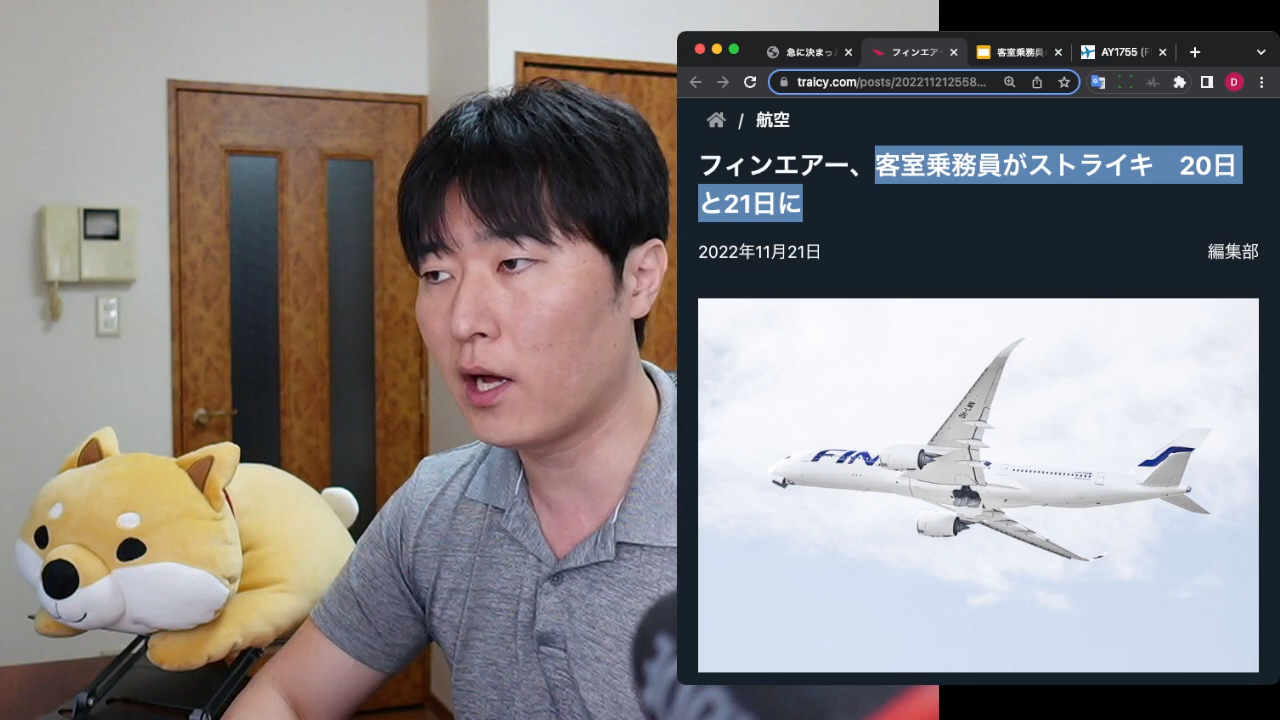 急に決まっ
フィンエア
客室乗務員
AY1755 (F
traicy.com/posts/202211212558...
D
/ 航空
フィンエアー、客室乗務員がストライキ 20日
と21日に
2022年11月21日
編集部
FIN
OH-LWN